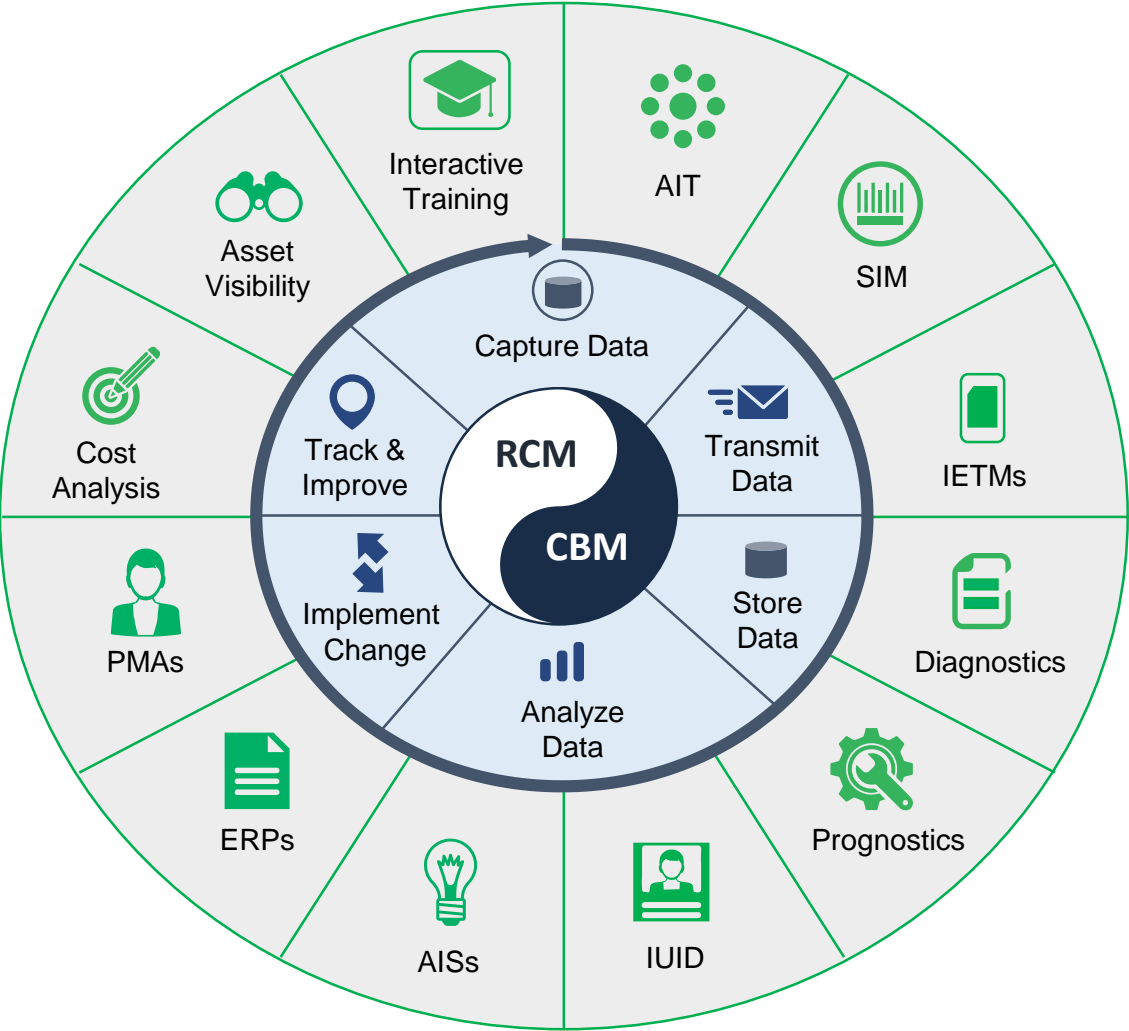 Interactive
Training
AIT
SIM
IETMs
Diagnostics
Prognostics
IUID
AISs
ERPs
PMAs
Cost
Analysis
Asset
Visibility
Capture Data
Transmit
Data
Store
Data
Analyze
Data
Implement
Change
Track &
Improve
RCM
CBM